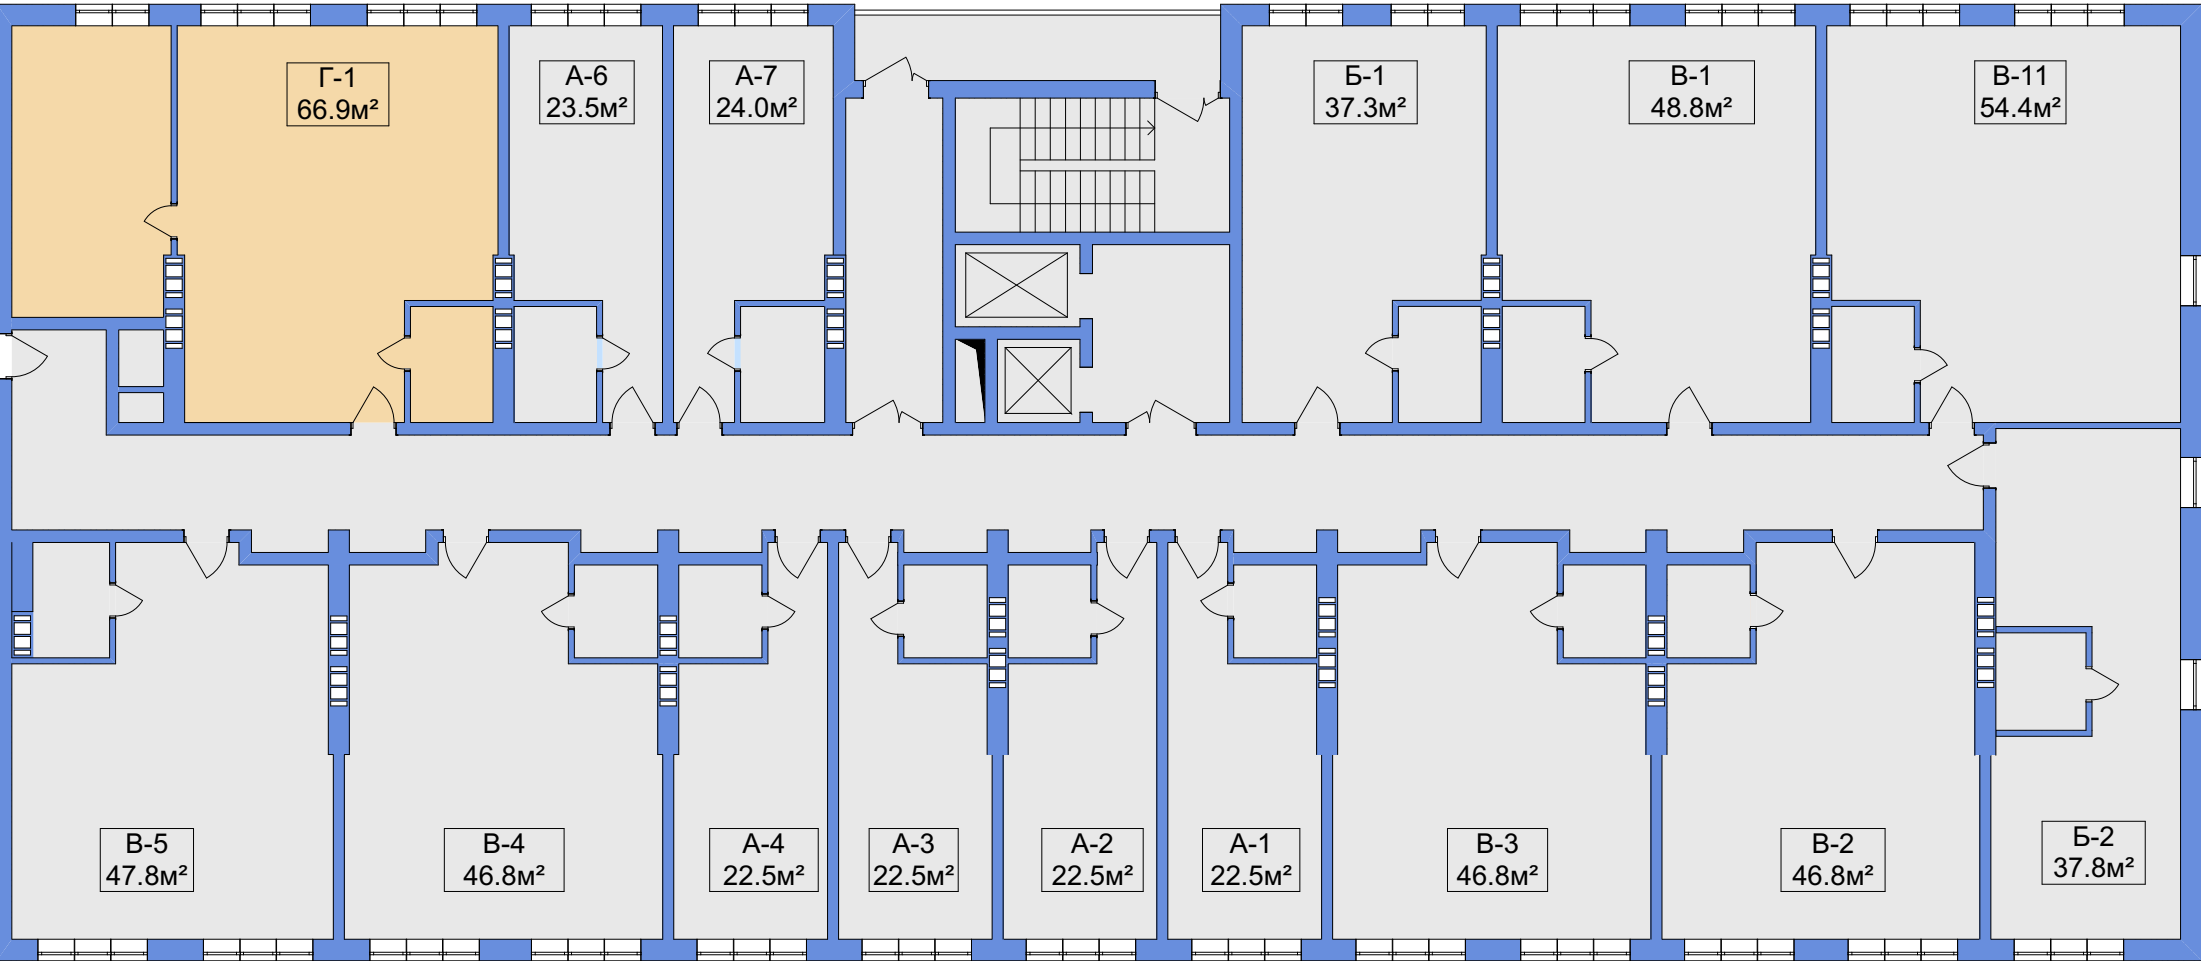 Г-1
66.9м²
А-6
23.5м²
А-7
24.0м²
Б-1
37.3м²
В-1
48.8м²
В-11
54.4м²
В-5
47.8м²
В-4
46.8м²
А-4
22.5м²
А-3
22.5м²
А-2
22.5м²
А-1
22.5м²
В-3
46.8м²
В-2
46.8м²
Б-2
37.8м²